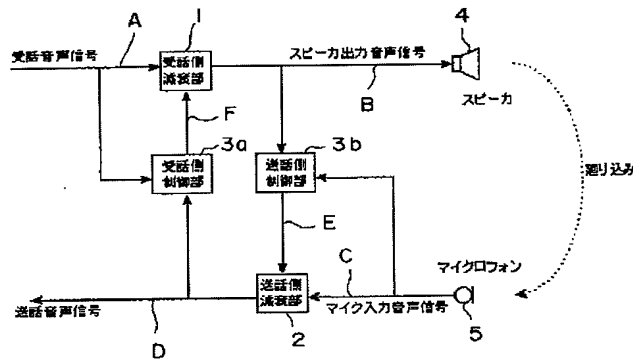 A
1
4
受話音声信号
受話側
減衰部
スピーカ出力音声信号
B
スピーカ
F
3a
3b
受話側
制御部
送話側
制御部
廻り込み
E
C
マイクロフォン
送話側
減衰部
マイク入力音声信号
送話音声信号
D
2
5